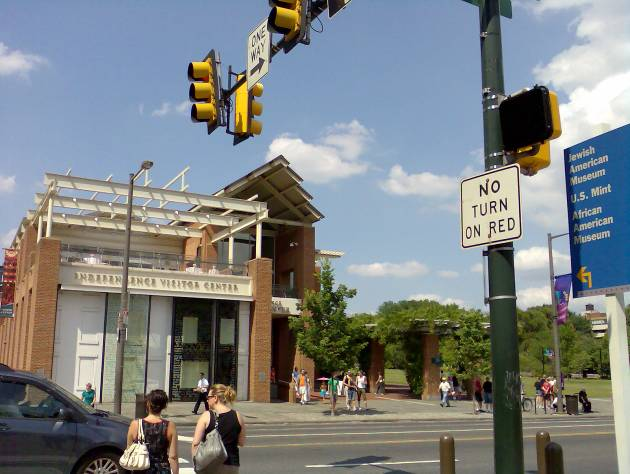 ONE
WAY
NO
TURN
ON RED
Jewish
American
Museum
U.S. Mint
African
American
Museum
INDEPENDENCE VISITOR CENTER